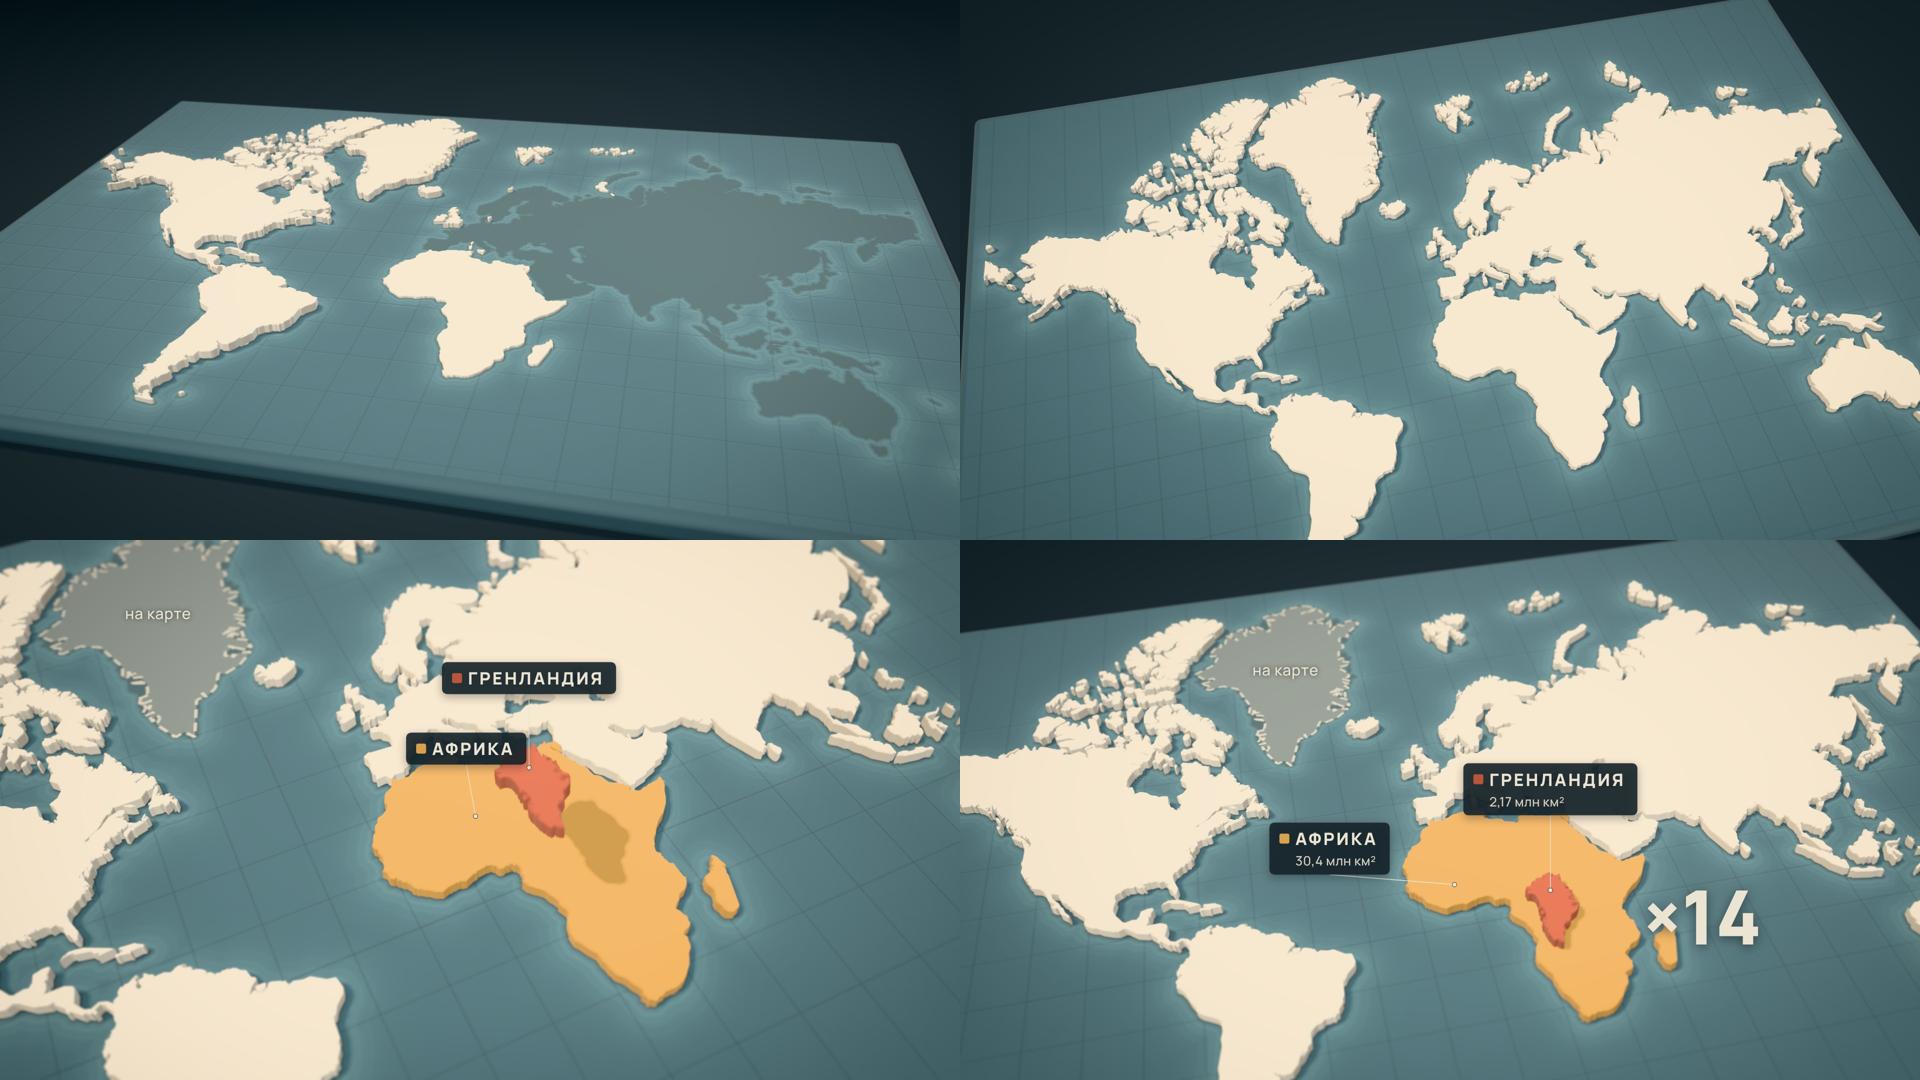 на карте
ГРЕНЛАНДИЯ
АФРИКА
на карте
ГРЕНЛАНДИЯ
2,17 млн км²
АФРИКА
30,4 млн км²
×14